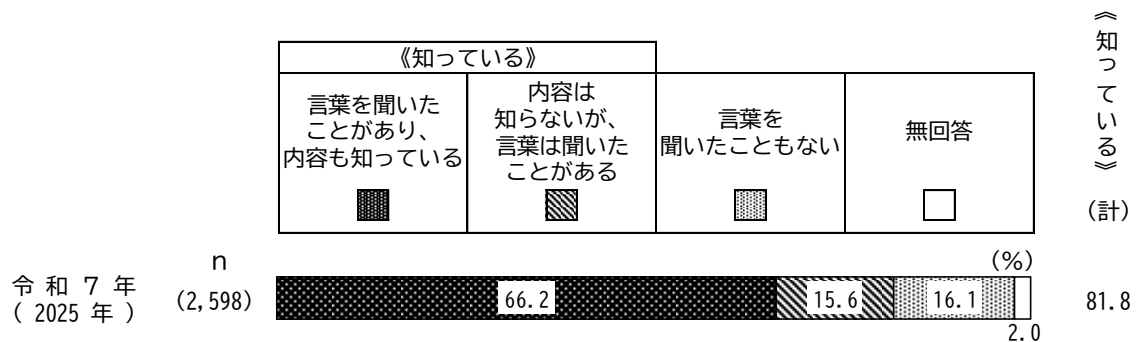 《知っている》
言葉を聞いた
ことがあり、
内容も知っている
内容は
知らないが、
言葉は聞いた
ことがある
言葉を
聞いたこともない
無回答
《知っている》
(計)
n
(%)
令和7年
(2025年)
(2,598)
66.2
15.6
16.1
2.0
81.8